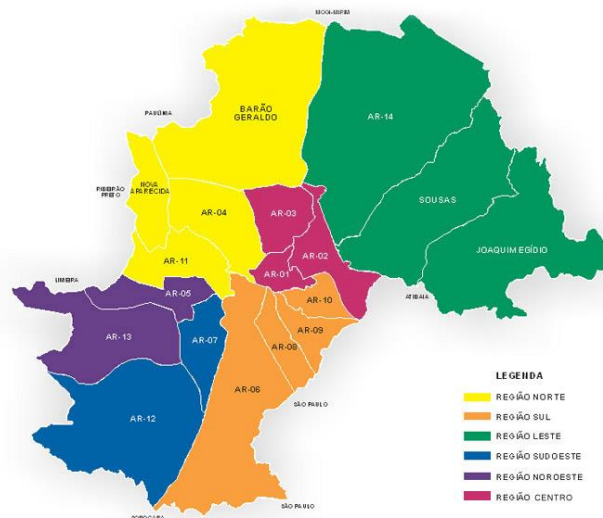 MOGI-MIRIM
BARÃO
GERALDO
AR-14
PAULÍNIA
NOVA
APARECIDA
RIBEIRÃO
PRETO
SOUSAS
AR-04
AR-03
AR-02
JOAQUIM EGÍDIO
AR-11
LIMEIRA
AR-01
AR-05
AR-10
ATIBAIA
AR-13
AR-07
AR-09
AR-08
AR-06
AR-12
SÃO PAULO
SÃO PAULO
SOROCABA
LEGENDA
REGIÃO NORTE
REGIÃO SUL
REGIÃO LESTE
REGIÃO SUDOESTE
REGIÃO NOROESTE
REGIÃO CENTRO